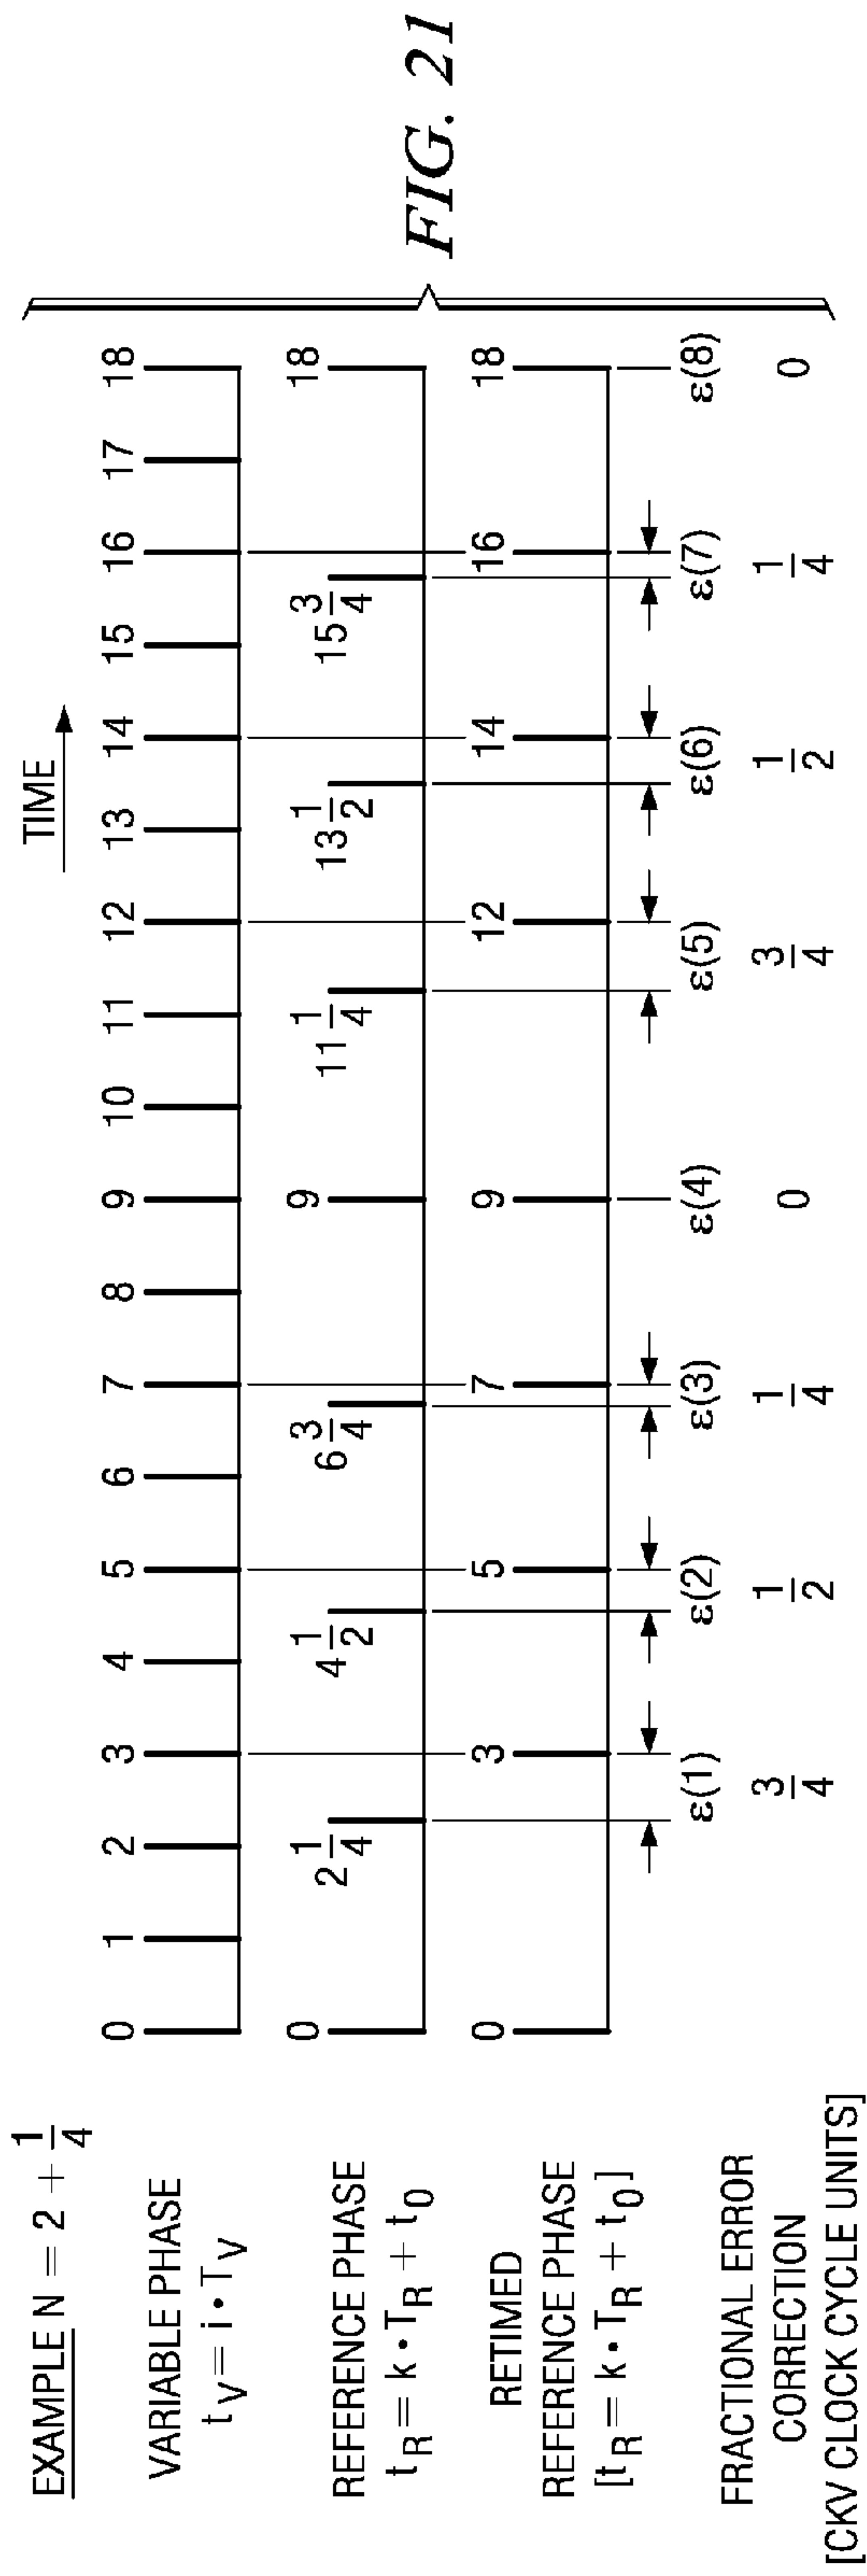 EXAMPLE N = 2 + 1/4
TIME
VARIABLE PHASE
t_V = i • T_V
0 1 2 3 4 5 6 7 8 9 10 11 12 13 14 15 16 17 18
REFERENCE PHASE
t_R = k • T_R + t_0
0 2 1/4 4 1/2 6 3/4 9 11 1/4 13 1/2 15 3/4 18
RETIMED
REFERENCE PHASE
[t_R = k • T_R + t_0]
0 3 5 7 9 12 14 16 18
ε(1) ε(2) ε(3) ε(4) ε(5) ε(6) ε(7) ε(8)
FRACTIONAL ERROR
CORRECTION
[CKV CLOCK CYCLE UNITS]
3/4 1/2 1/4 0 3/4 1/2 1/4 0
FIG. 21